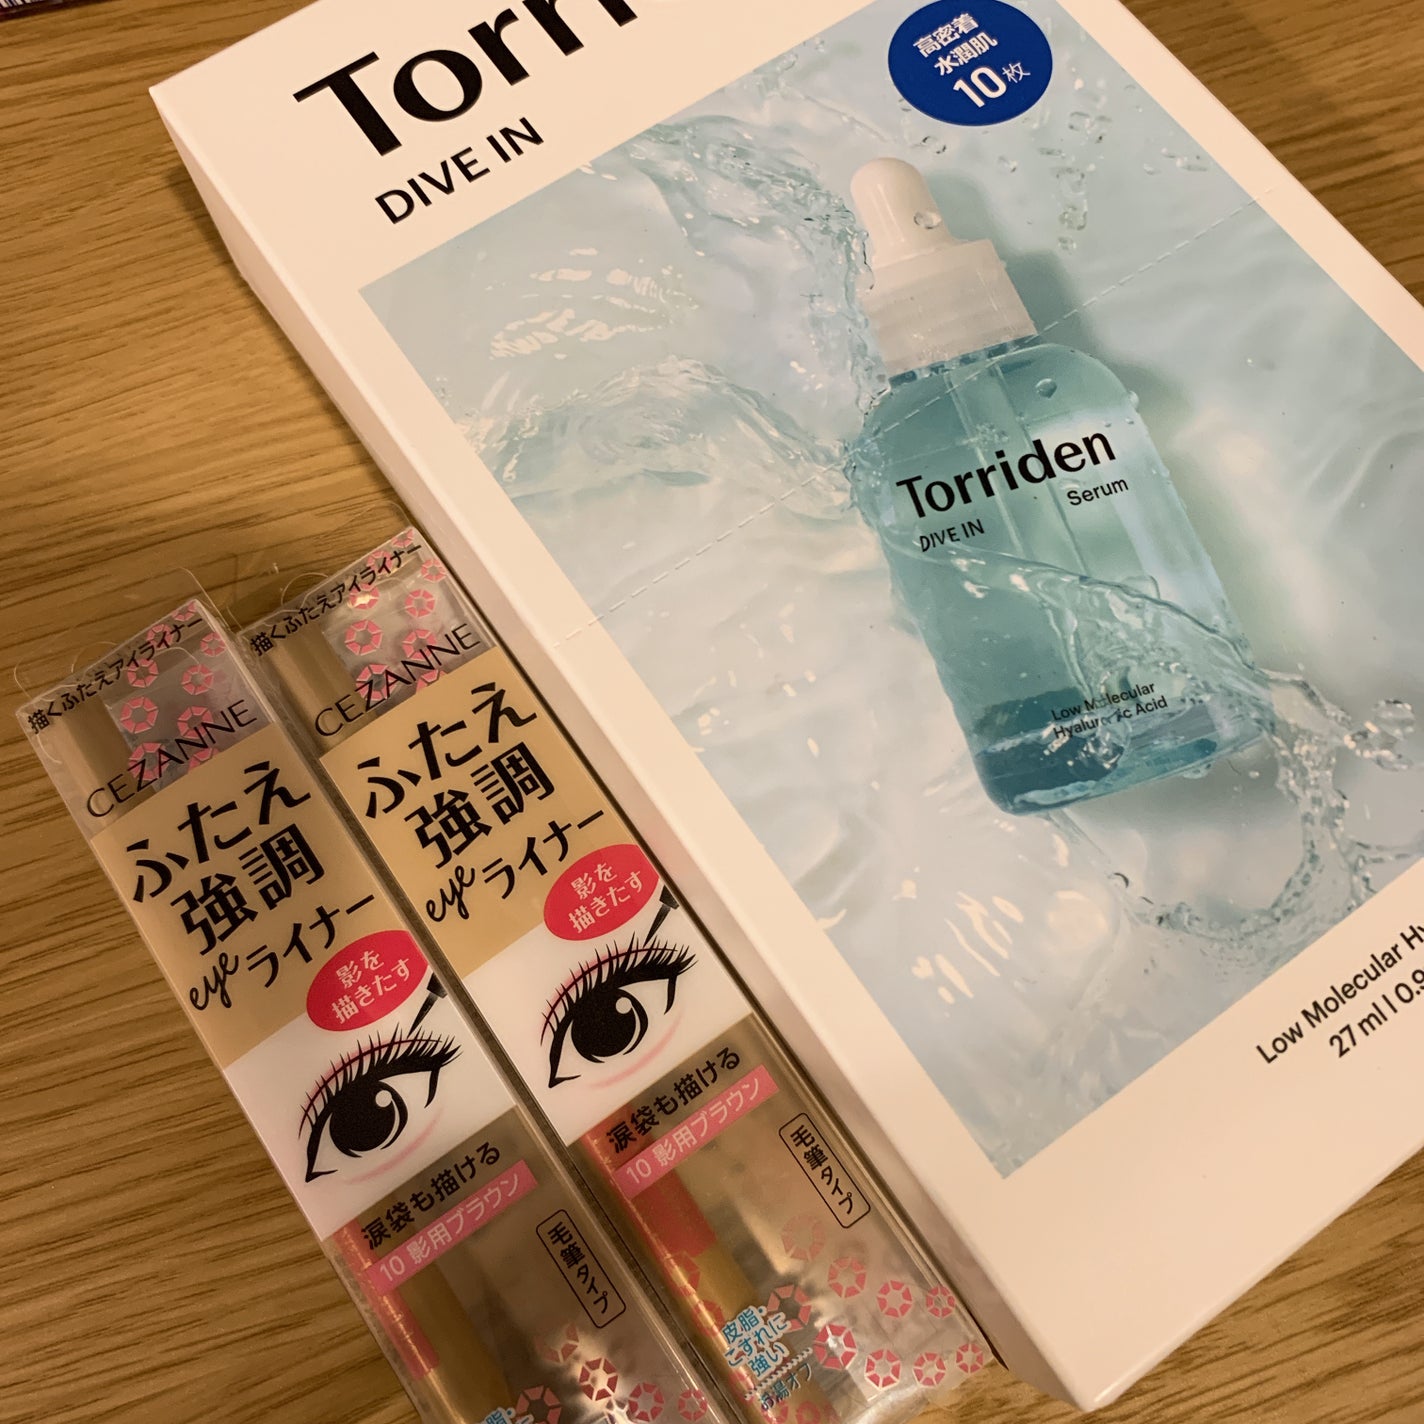 Torri
DIVE IN
高密着
水潤肌
10枚
Torriden
DIVE IN
Serum
Low Molecular
Hyaluronic Acid
Low Molecular Hy
27 ml | 0.9
描くふたえアイライナー
CEZANNE
ふたえ
強調
eyeライナー
影を
描きたす
涙袋も描ける
10 影用ブラウン
毛筆タイプ
描くふたえアイライナー
CEZANNE
ふたえ
強調
eyeライナー
影を
描きたす
涙袋も描ける
10 影用ブラウン
毛筆タイプ
皮脂・
こすれに
強い
お湯オフ